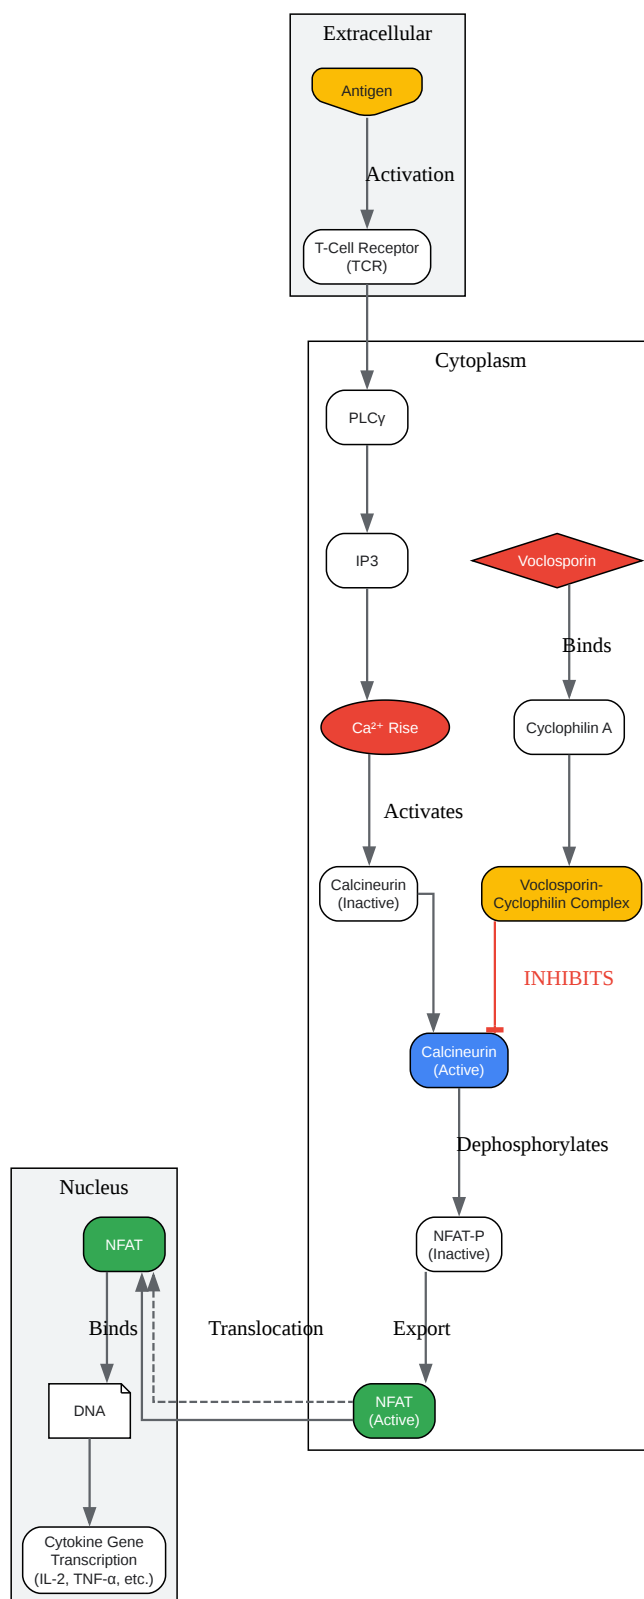 Extracellular
Antigen
Activation
T-Cell Receptor
(TCR)
Cytoplasm
PLCγ
IP3
Voclosporin
Binds
Ca²⁺ Rise
Cyclophilin A
Activates
Calcineurin
(Inactive)
Voclosporin-
Cyclophilin Complex
INHIBITS
Calcineurin
(Active)
Dephosphorylates
Nucleus
NFAT
NFAT-P
(Inactive)
Binds
Translocation
Export
DNA
NFAT
(Active)
Cytokine Gene
Transcription
(IL-2, TNF-α, etc.)